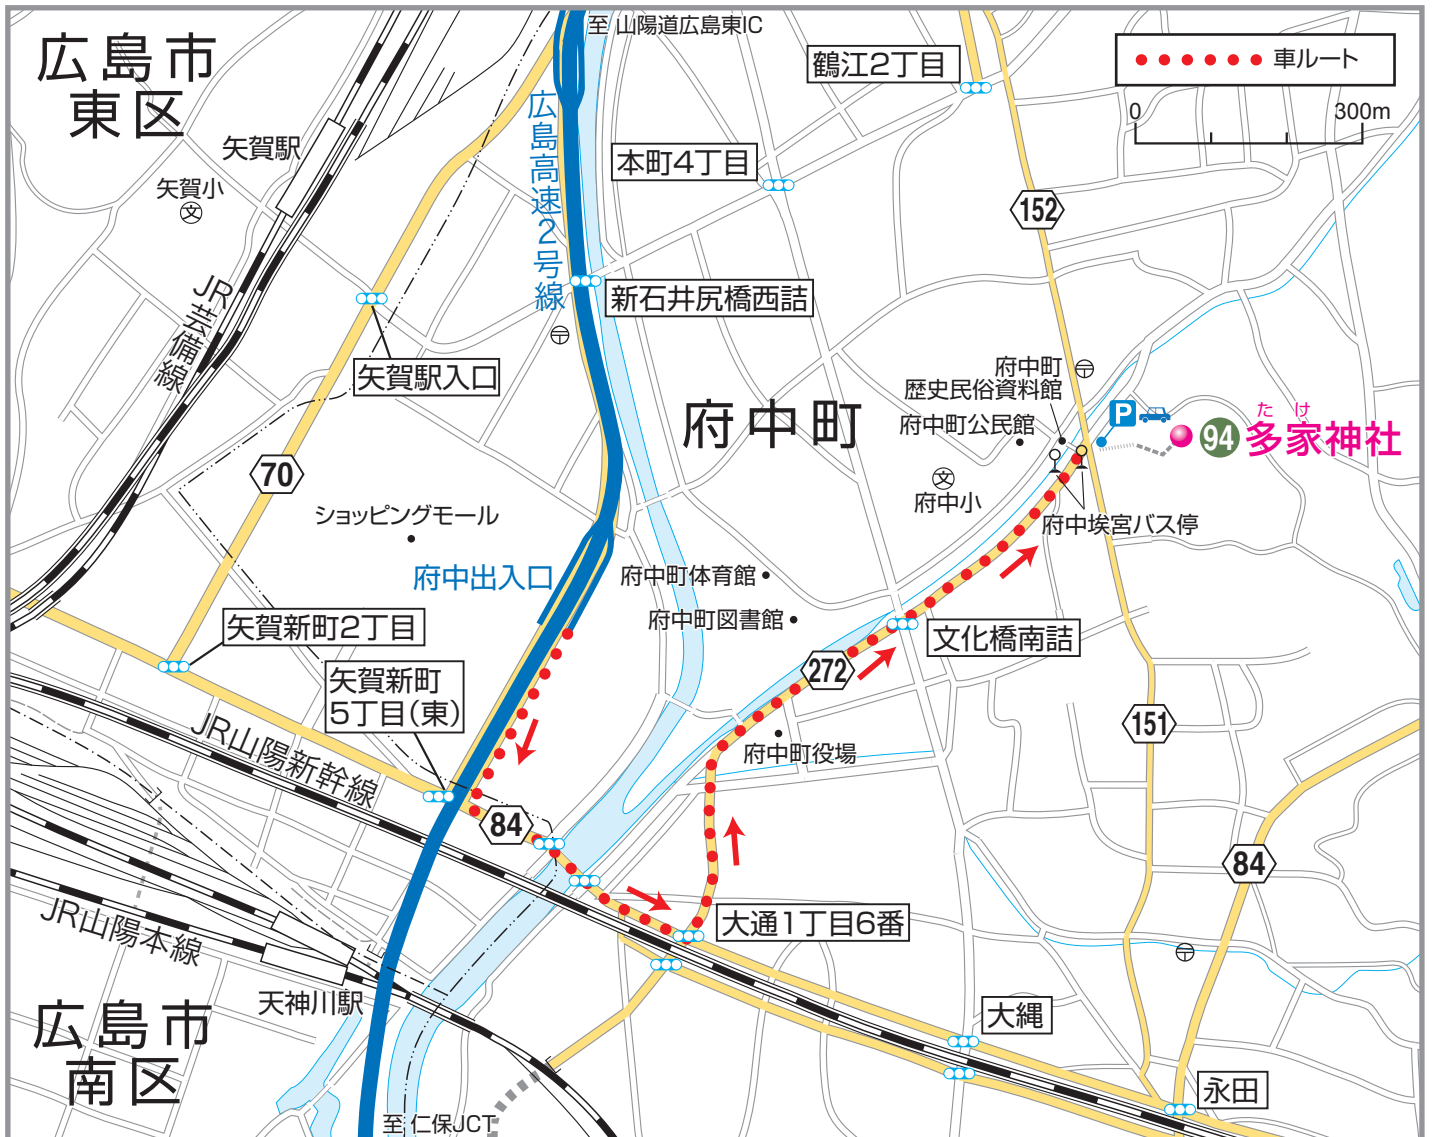 至 山陽道広島東IC
広島市
東区
鶴江2丁目
車ルート
0
300m
広島高速2号線
矢賀駅
矢賀小
文
本町4丁目
152
JR芸備線
新石井尻橋西詰
矢賀駅入口
府中町
府中町
歴史民俗資料館
府中町公民館
P
たけ
94
多家神社
70
文
府中小
ショッピングモール
府中埃宮バス停
府中出入口
府中町体育館
府中町図書館
矢賀新町2丁目
文化橋南詰
272
矢賀新町
5丁目(東)
151
JR山陽新幹線
府中町役場
84
84
JR山陽本線
大通1丁目6番
天神川駅
大縄
広島市
南区
永田
至 仁保JCT